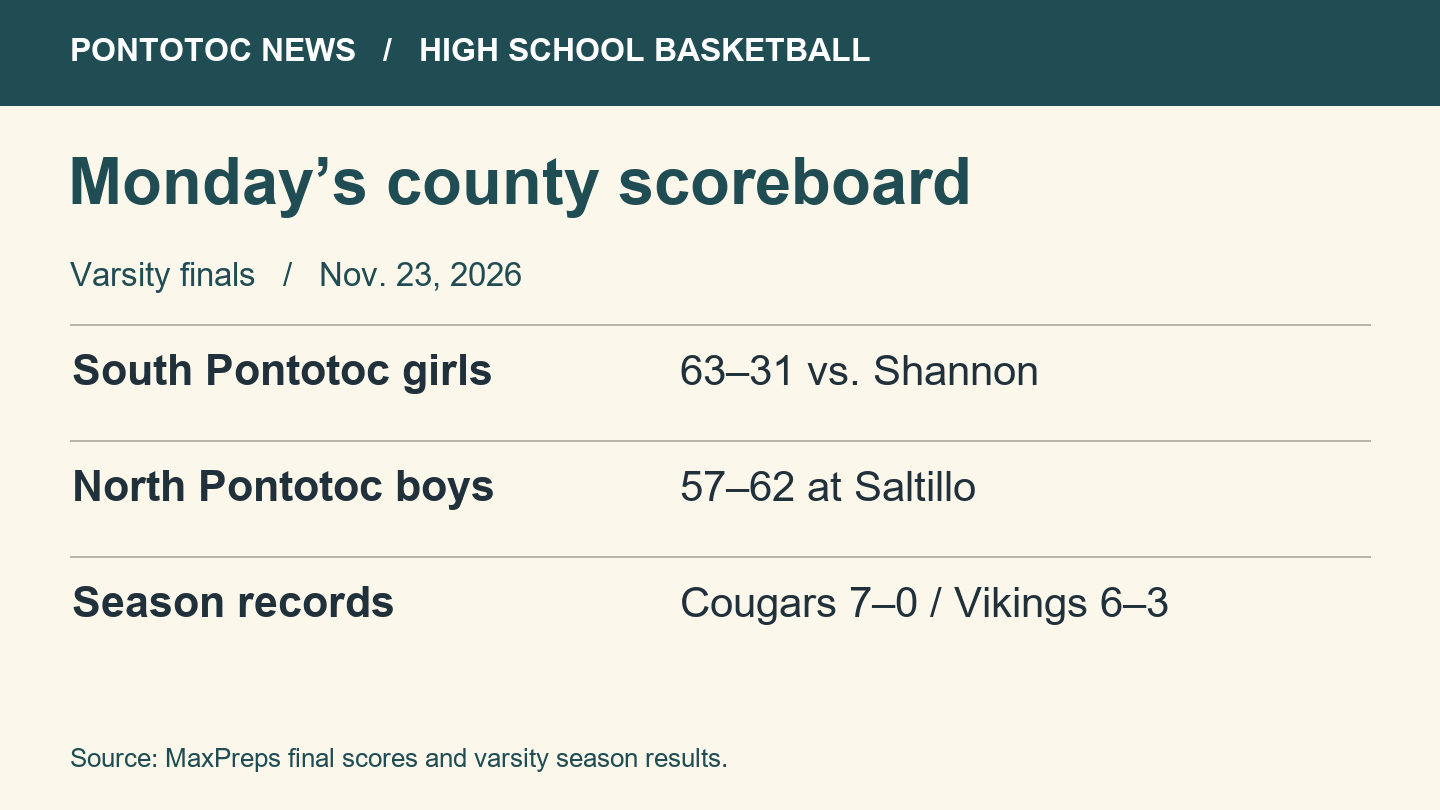 PONTOTOC NEWS / HIGH SCHOOL BASKETBALL
Monday’s county scoreboard
Varsity finals / Nov. 23, 2026
South Pontotoc girls 63–31 vs. Shannon
North Pontotoc boys 57–62 at Saltillo
Season records Cougars 7–0 / Vikings 6–3
Source: MaxPreps final scores and varsity season results.